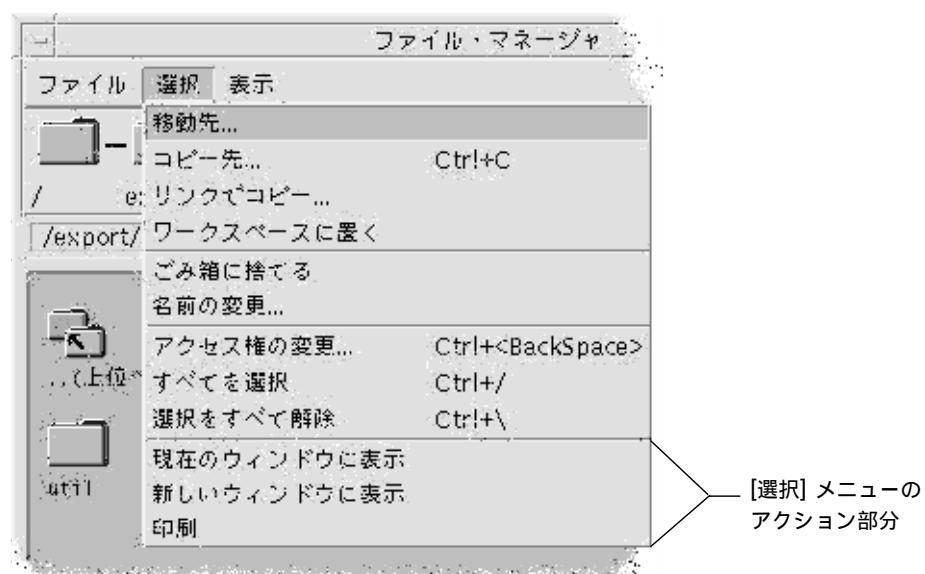 ファイル・マネージャ
ファイル 選択 表示
移動先...
コピー先... Ctrl+C
/ リンクでコピー...
/export/ ワークスペースに置く
ごみ箱に捨てる
名前の変更...
アクセス権の変更... Ctrl+<BackSpace>
..(上位 すべてを選択 Ctrl+/
選択をすべて解除 Ctrl+\
現在のウィンドウに表示
util 新しいウィンドウに表示
印刷
[選択] メニューの
アクション部分